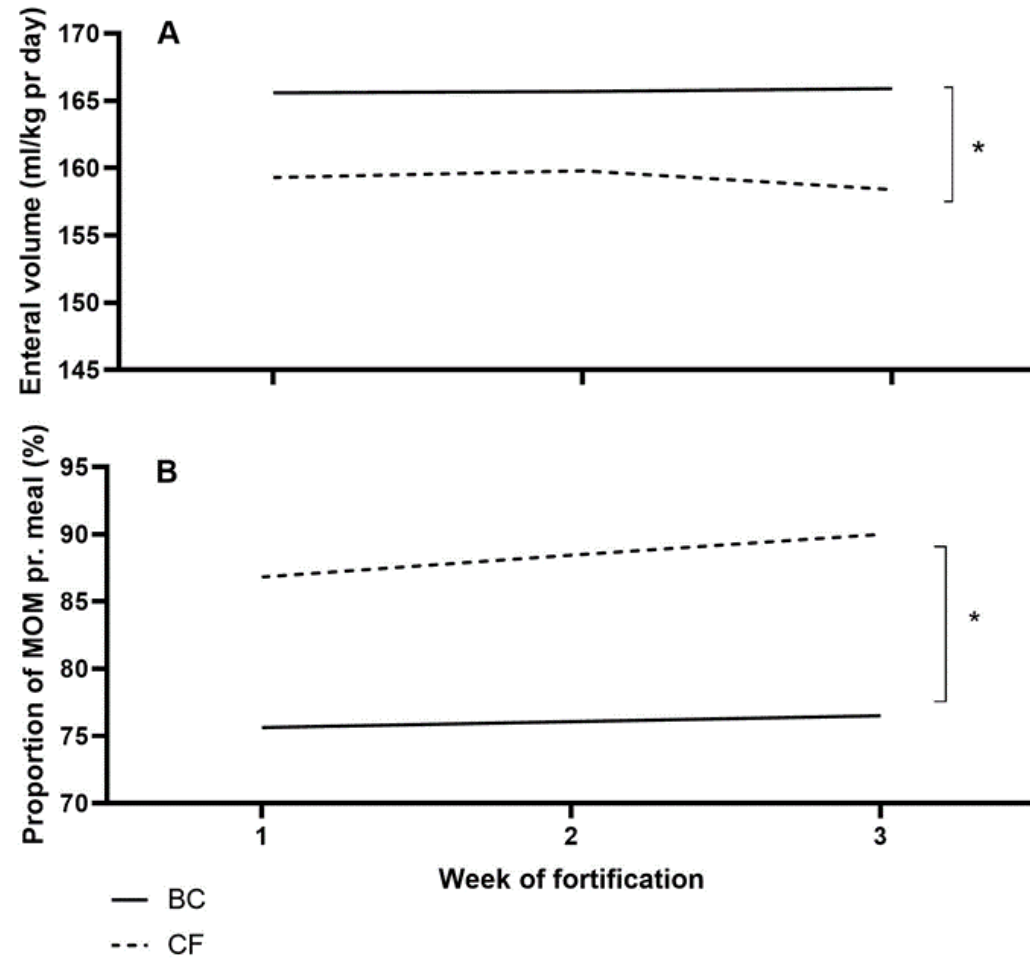 A
Enteral volume (ml/kg pr day)
170
165
160
155
150
145
*
B
Proportion of MOM pr. meal (%)
95
90
85
80
75
70
*
1 2 3
Week of fortification
BC
CF